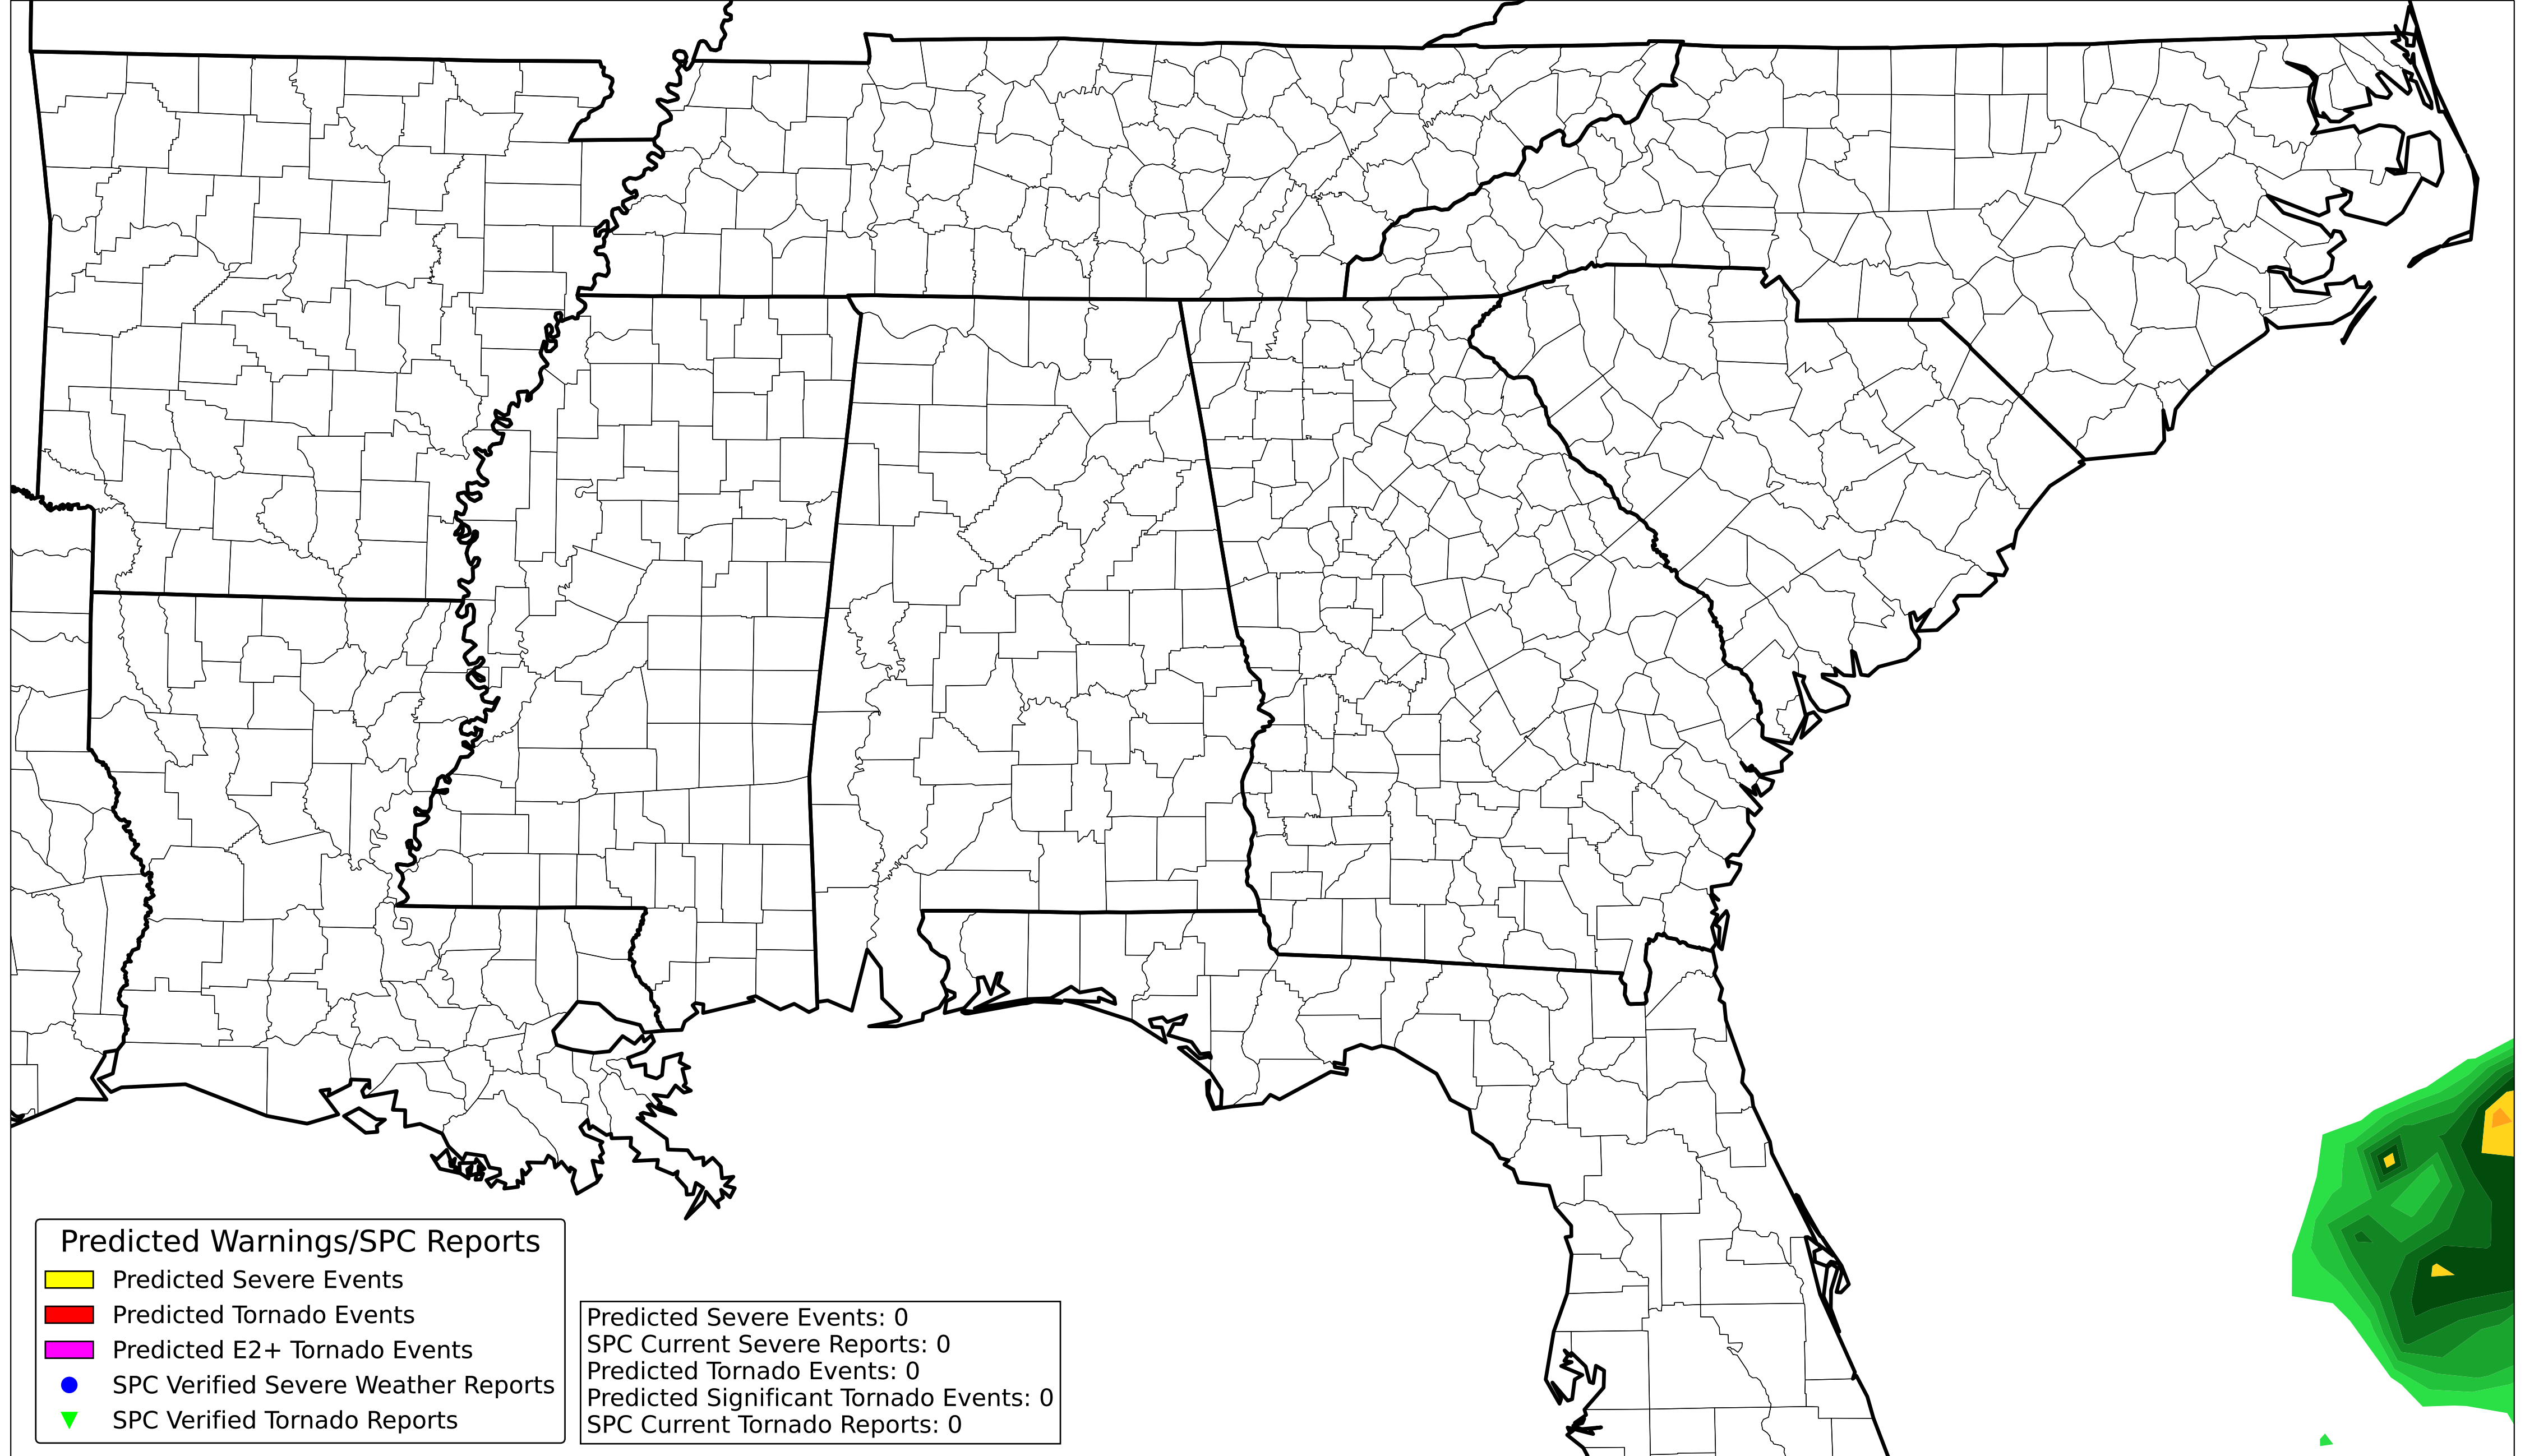 Predicted Warnings/SPC Reports
Predicted Severe Events
Predicted Tornado Events
Predicted E2+ Tornado Events
SPC Verified Severe Weather Reports
SPC Verified Tornado Reports
Predicted Severe Events: 0
SPC Current Severe Reports: 0
Predicted Tornado Events: 0
Predicted Significant Tornado Events: 0
SPC Current Tornado Reports: 0